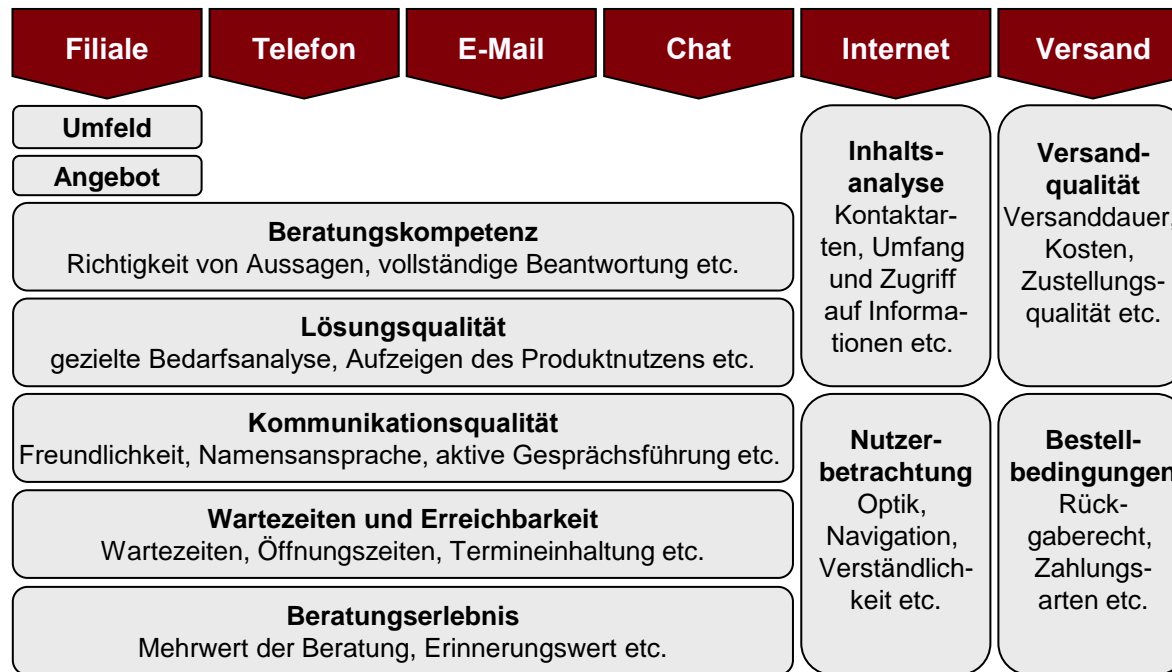 Filiale
Telefon
E-Mail
Chat
Internet
Versand
Umfeld
Angebot
Beratungskompetenz
Richtigkeit von Aussagen, vollständige Beantwortung etc.
Lösungsqualität
gezielte Bedarfsanalyse, Aufzeigen des Produktnutzens etc.
Kommunikationsqualität
Freundlichkeit, Namensansprache, aktive Gesprächsführung etc.
Wartezeiten und Erreichbarkeit
Wartezeiten, Öffnungszeiten, Termineinhaltung etc.
Beratungserlebnis
Mehrwert der Beratung, Erinnerungswert etc.
Inhalts-
analyse
Kontaktar-
ten, Umfang
und Zugriff
auf Informa-
tionen etc.
Nutzer-
betrachtung
Optik,
Navigation,
Verständlich-
keit etc.
Versand-
qualität
Versanddauer,
Kosten,
Zustellungs-
qualität etc.
Bestell-
bedingungen
Rück-
gaberecht,
Zahlungs-
arten etc.